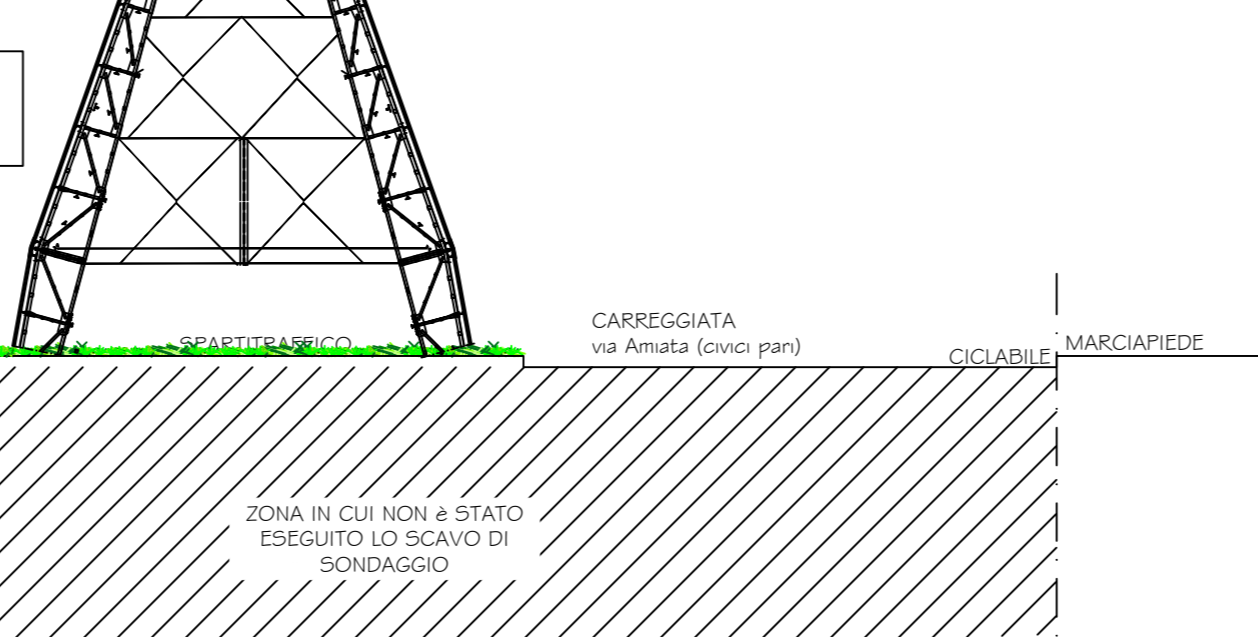 SPARTITRAFFICO
CARREGGIATA
via Amiata (civici pari)
CICLABILE
MARCIAPIEDE
ZONA IN CUI NON è STATO
ESEGUITO LO SCAVO DI
SONDAGGIO